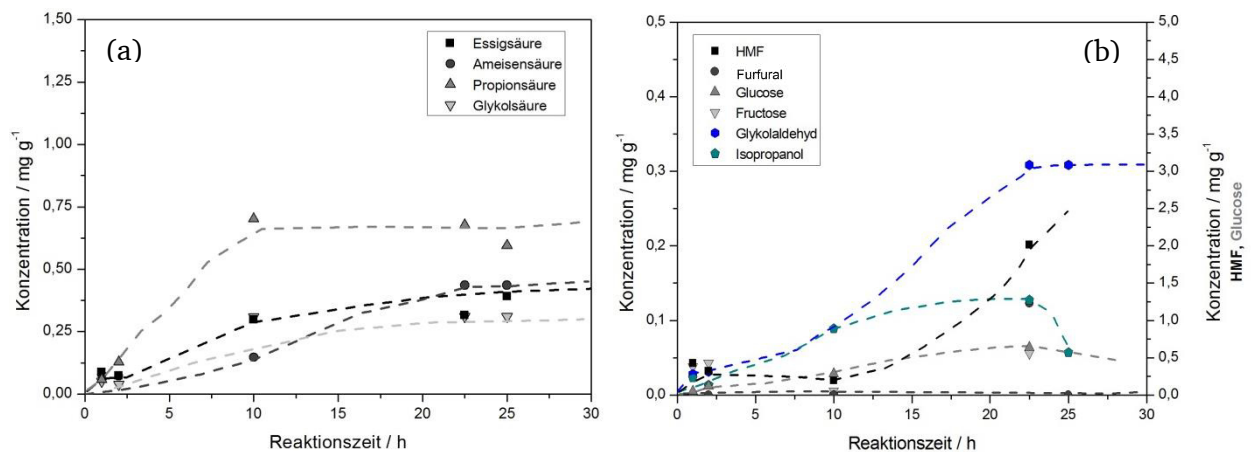 (a)
Essigsäure
Ameisensäure
Propionsäure
Glykolsäure
Konzentration / mg g⁻¹
1,50
1,25
1,00
0,75
0,50
0,25
0,00
0 5 10 15 20 25 30
Reaktionszeit / h
(b)
HMF
Furfural
Glucose
Fructose
Glykolaldehyd
Isopropanol
Konzentration / mg g⁻¹
0,5
0,4
0,3
0,2
0,1
0,0
0 5 10 15 20 25 30
Reaktionszeit / h
5,0
4,5
4,0
3,5
3,0
2,5
2,0
1,5
1,0
0,5
0,0
Konzentration / mg g⁻¹
HMF, Glucose